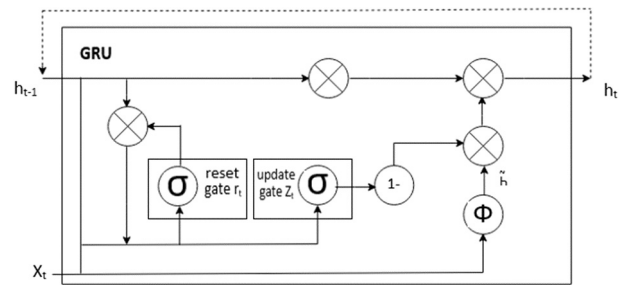 GRU
h_{t-1}
h_t
reset
gate r_t
update
gate Z_t
σ
σ
1-
h̃
Φ
X_t